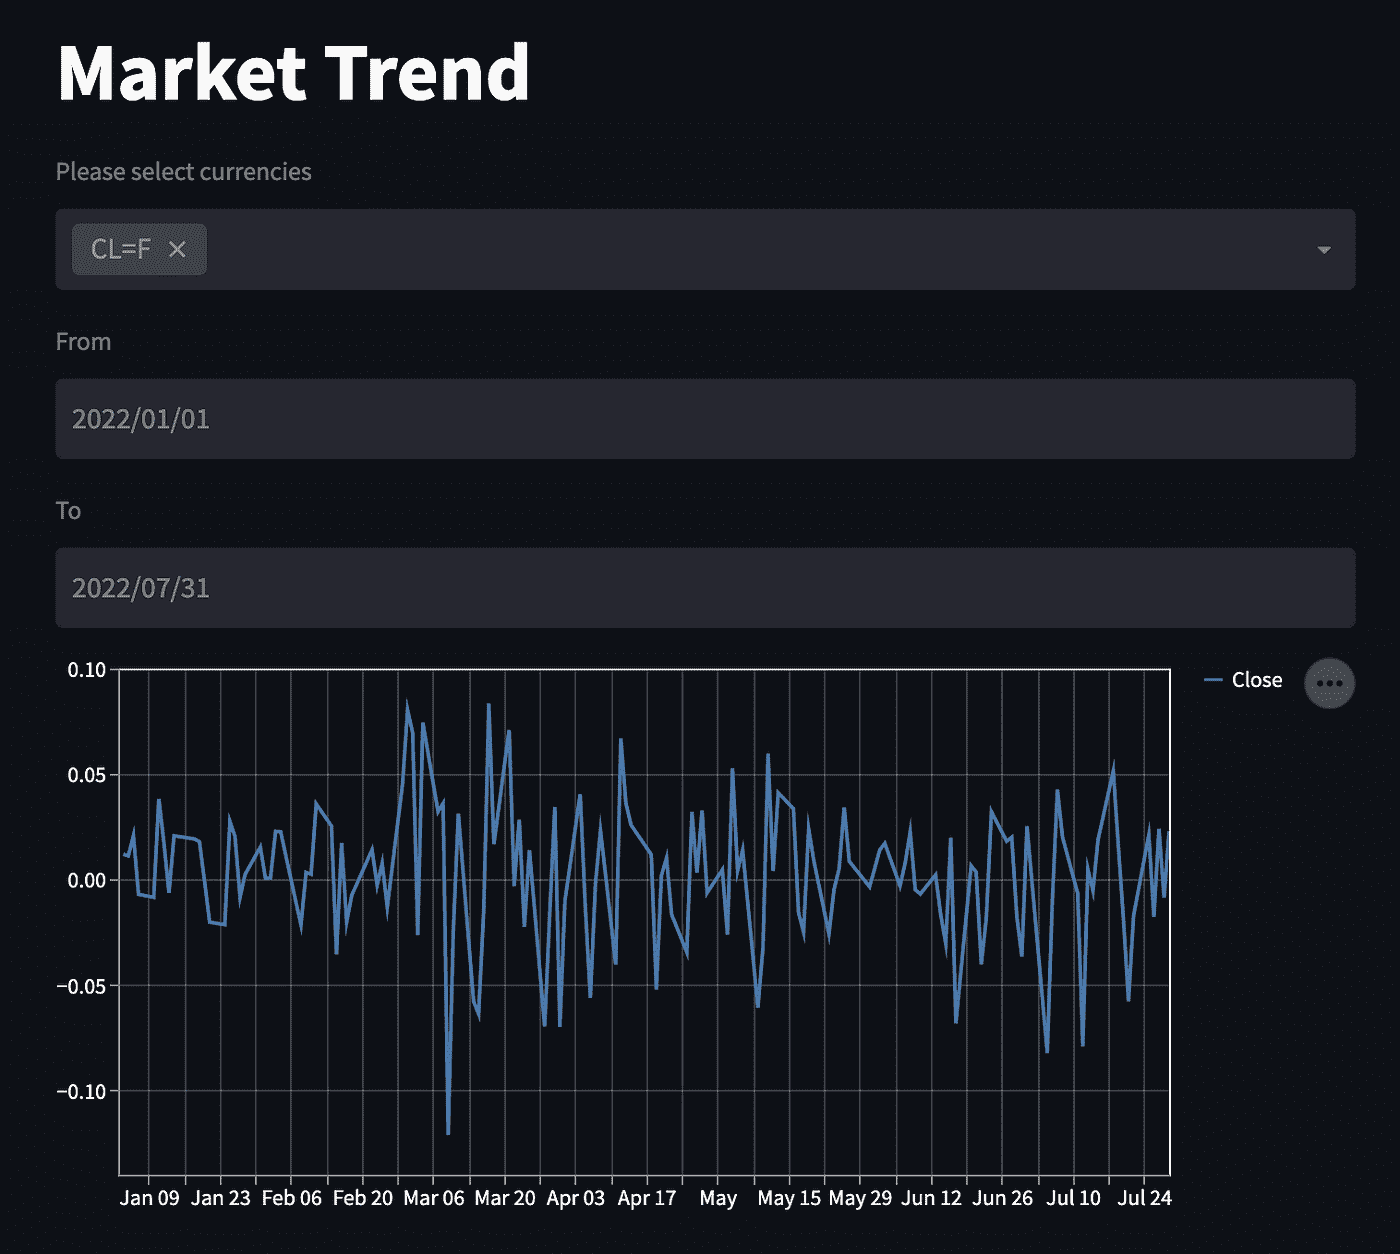 Market Trend
Please select currencies
CL=F ✕
From
2022/01/01
To
2022/07/31
0.10
Close
0.05
0.00
−0.05
−0.10
Jan 09 Jan 23 Feb 06 Feb 20 Mar 06 Mar 20 Apr 03 Apr 17 May May 15 May 29 Jun 12 Jun 26 Jul 10 Jul 24